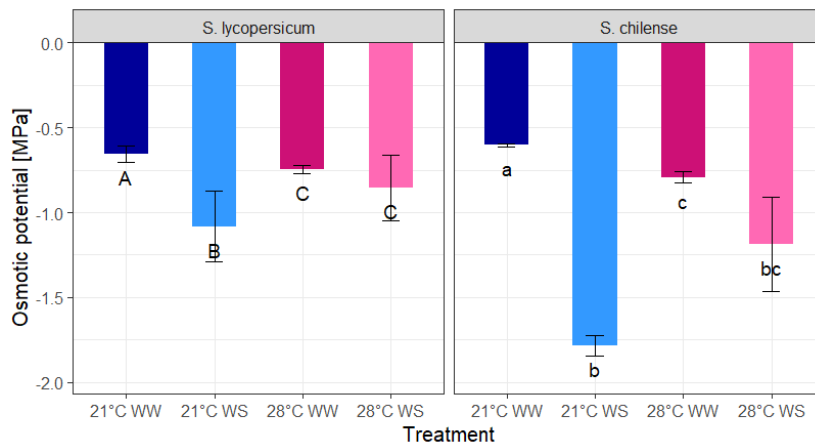 S. lycopersicum
S. chilense
Osmotic potential [MPa]
0.0
-0.5
-1.0
-1.5
-2.0
A
B
C
C
a
b
c
bc
21°C WW
21°C WS
28°C WW
28°C WS
21°C WW
21°C WS
28°C WW
28°C WS
Treatment